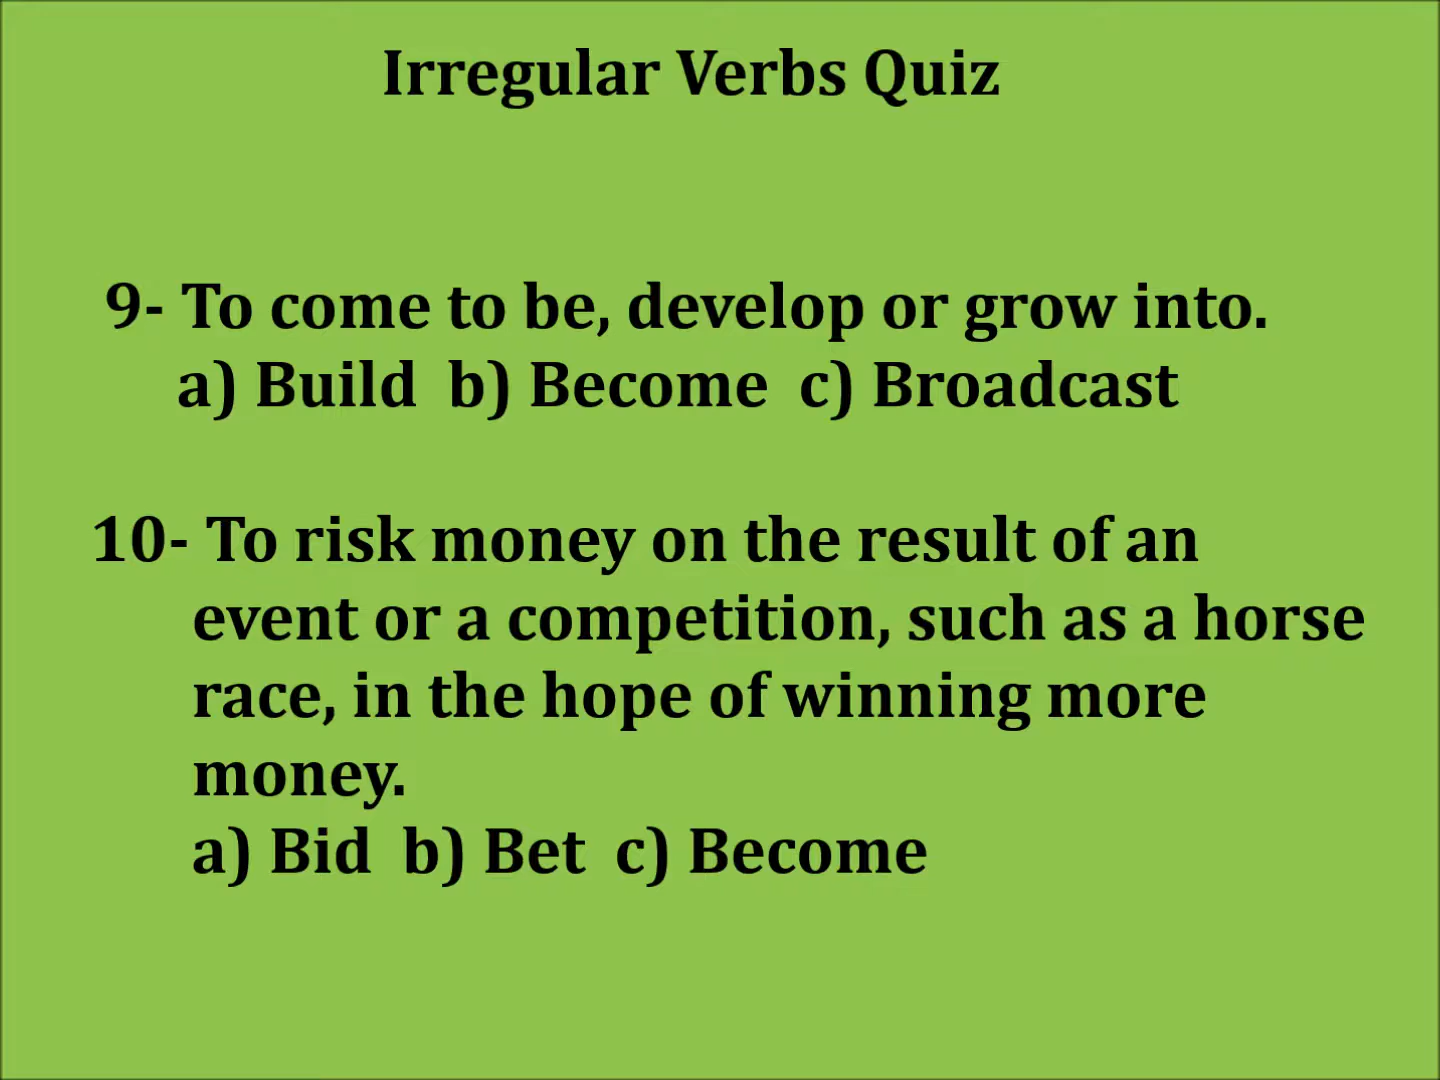 Irregular Verbs Quiz
9- To come to be, develop or grow into.
a) Build b) Become c) Broadcast
10- To risk money on the result of an
event or a competition, such as a horse
race, in the hope of winning more
money.
a) Bid b) Bet c) Become